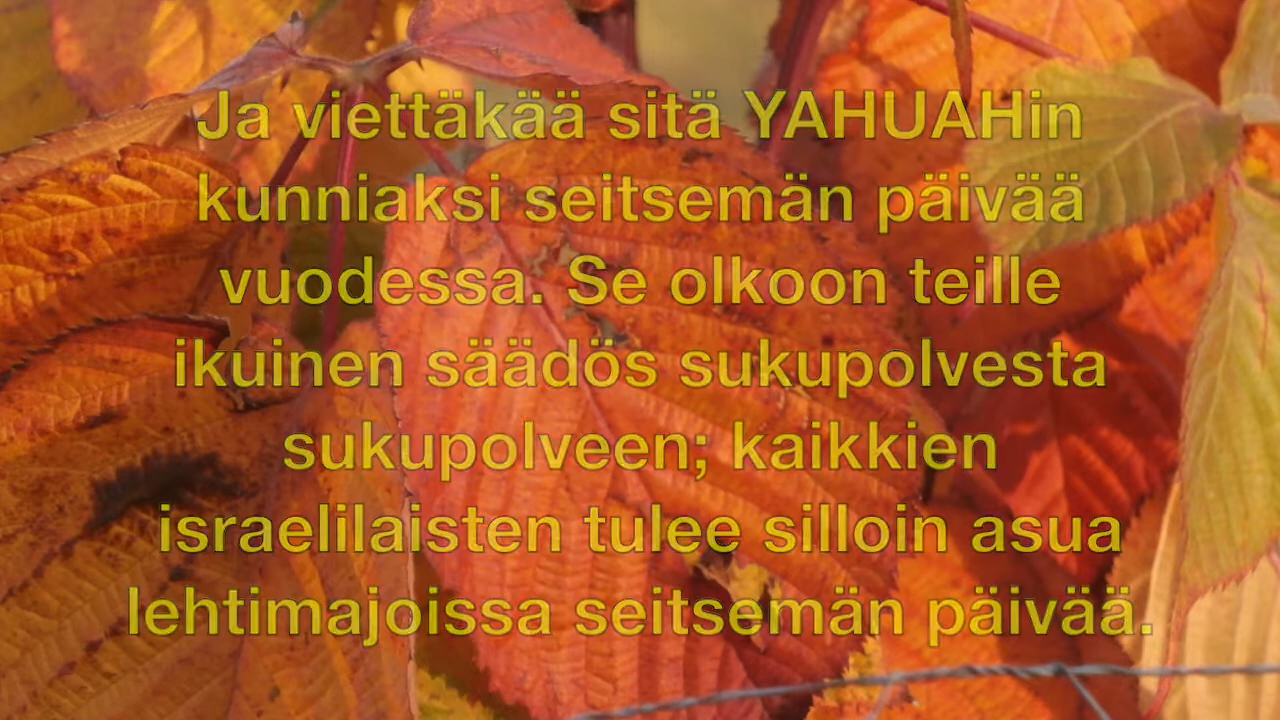 Ja viettäkää sitä YAHUAHin
kunniaksi seitsemän päivää
vuodessa. Se olkoon teille
ikuinen säädös sukupolvesta
sukupolveen; kaikkien
israelilaisten tulee silloin asua
lehtimajoissa seitsemän päivää.